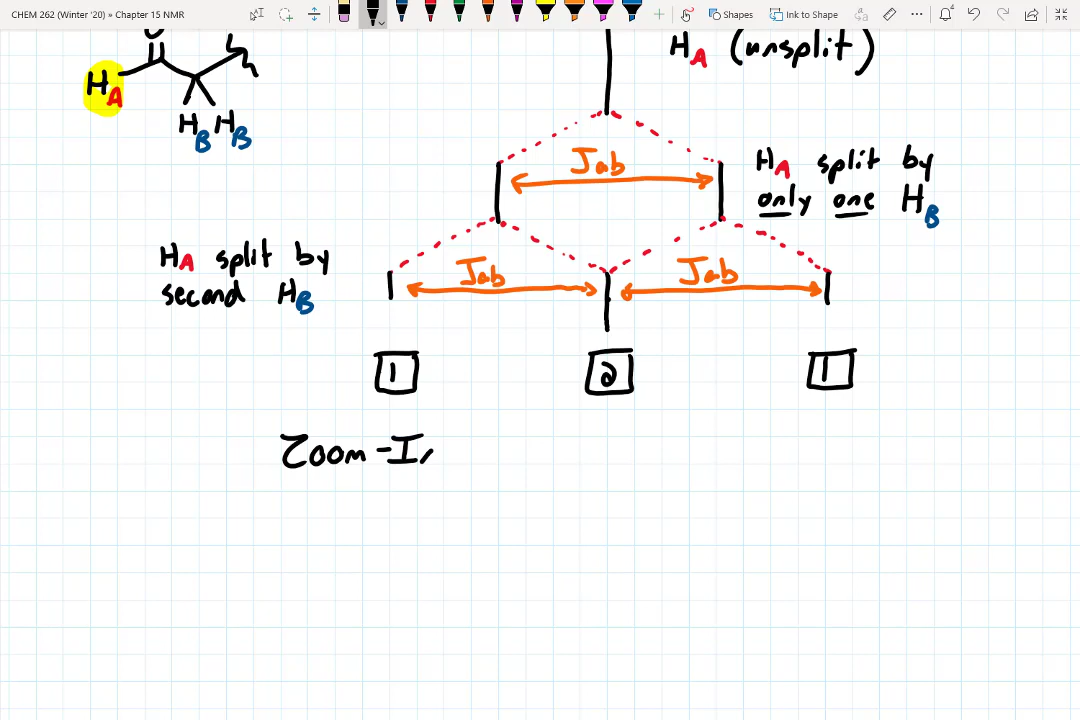 CHEM 262 (Winter '20) » Chapter 15 NMR
Shapes
Ink to Shape
HA (unsplit)
HA
HB HB
Jab
HA split by
only one HB
HA split by
second HB
Jab
Jab
1
2
1
Zoom-I